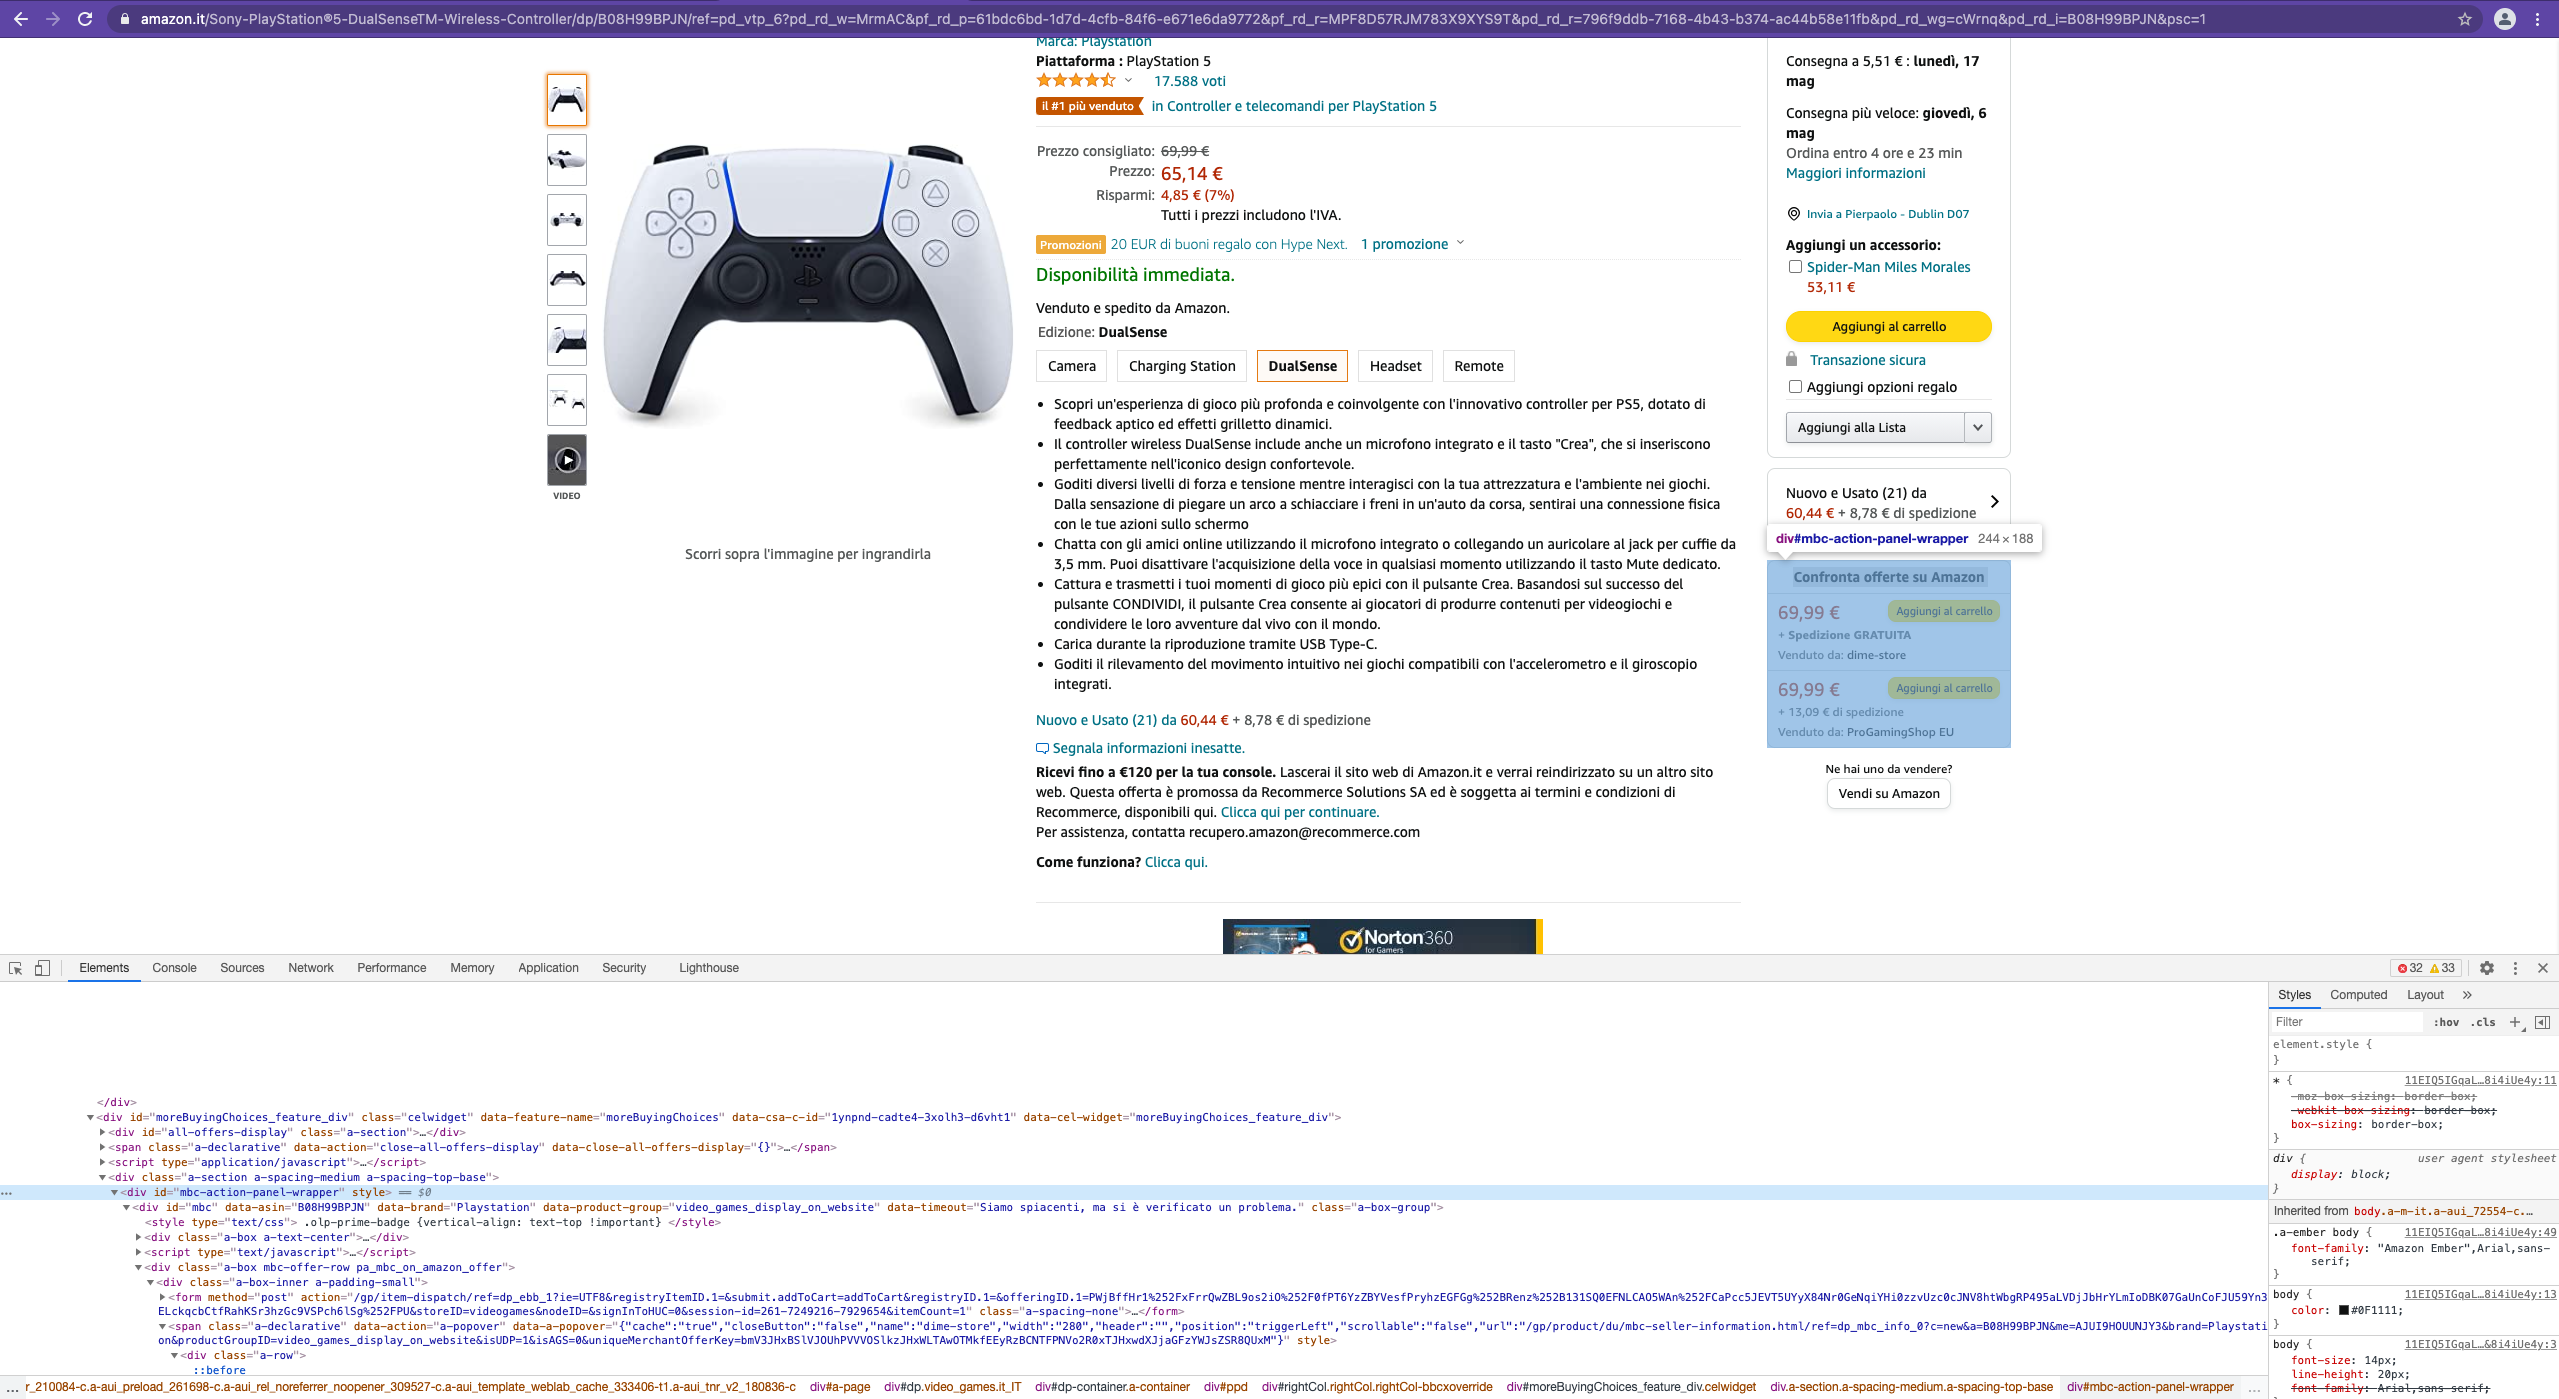 amazon.it/Sony-PlayStation®5-DualSenseTM-Wireless-Controller/dp/B08H99BPJN/ref=pd_vtp_6?pd_rd_w=MrmAC&pf_rd_p=61bdc6bd-1d7d-4cfb-84f6-e671e6da9772&pf_rd_r=MPF8D57RJM783X9XYS9T&pd_rd_r=796f9ddb-7168-4b43-b374-ac44b58e11fb&pd_rd_wg=cWrnq&pd_rd_i=B08H99BPJN&psc=1
VIDEO
Scorri sopra l'immagine per ingrandirla
Marca: Playstation
Piattaforma : PlayStation 5
17.588 voti
il #1 più venduto in Controller e telecomandi per PlayStation 5
Prezzo consigliato: 69,99 €
Prezzo: 65,14 €
Risparmi: 4,85 € (7%)
Tutti i prezzi includono l'IVA.
Promozioni 20 EUR di buoni regalo con Hype Next. 1 promozione
Disponibilità immediata.
Venduto e spedito da Amazon.
Edizione: DualSense
Camera Charging Station DualSense Headset Remote
• Scopri un'esperienza di gioco più profonda e coinvolgente con l'innovativo controller per PS5, dotato di
feedback aptico ed effetti grilletto dinamici.
• Il controller wireless DualSense include anche un microfono integrato e il tasto "Crea", che si inseriscono
perfettamente nell'iconico design confortevole.
• Goditi diversi livelli di forza e tensione mentre interagisci con la tua attrezzatura e l'ambiente nei giochi.
Dalla sensazione di piegare un arco a schiacciare i freni in un'auto da corsa, sentirai una connessione fisica
con le tue azioni sullo schermo
• Chatta con gli amici online utilizzando il microfono integrato o collegando un auricolare al jack per cuffie da
3,5 mm. Puoi disattivare l'acquisizione della voce in qualsiasi momento utilizzando il tasto Mute dedicato.
• Cattura e trasmetti i tuoi momenti di gioco più epici con il pulsante Crea. Basandosi sul successo del
pulsante CONDIVIDI, il pulsante Crea consente ai giocatori di produrre contenuti per videogiochi e
condividere le loro avventure dal vivo con il mondo.
• Carica durante la riproduzione tramite USB Type-C.
• Goditi il rilevamento del movimento intuitivo nei giochi compatibili con l'accelerometro e il giroscopio
integrati.
Nuovo e Usato (21) da 60,44 € + 8,78 € di spedizione
Segnala informazioni inesatte.
Ricevi fino a €120 per la tua console. Lascerai il sito web di Amazon.it e verrai reindirizzato su un altro sito
web. Questa offerta è promossa da Recommerce Solutions SA ed è soggetta ai termini e condizioni di
Recommerce, disponibili qui. Clicca qui per continuare.
Per assistenza, contatta recupero.amazon@recommerce.com
Come funziona? Clicca qui.
Norton360
for Gamers
Consegna a 5,51 € : lunedì, 17
mag
Consegna più veloce: giovedì, 6
mag
Ordina entro 4 ore e 23 min
Maggiori informazioni
Invia a Pierpaolo - Dublin D07
Aggiungi un accessorio:
Spider-Man Miles Morales
53,11 €
Aggiungi al carrello
Transazione sicura
Aggiungi opzioni regalo
Aggiungi alla Lista
Nuovo e Usato (21) da
60,44 € + 8,78 € di spedizione
div#mbc-action-panel-wrapper 244 × 188
Confronta offerte su Amazon
69,99 € Aggiungi al carrello
+ Spedizione GRATUITA
Venduto da: dime-store
69,99 € Aggiungi al carrello
+ 13,09 € di spedizione
Venduto da: ProGamingShop EU
Ne hai uno da vendere?
Vendi su Amazon
Elements Console Sources Network Performance Memory Application Security Lighthouse 32 33
</div>
<div id="moreBuyingChoices_feature_div" class="celwidget" data-feature-name="moreBuyingChoices" data-csa-c-id="1ynpnd-cadte4-3xolh3-d6vht1" data-cel-widget="moreBuyingChoices_feature_div">
<div id="all-offers-display" class="a-section">…</div>
<span class="a-declarative" data-action="close-all-offers-display" data-close-all-offers-display="{}">…</span>
<script type="application/javascript">…</script>
<div class="a-section a-spacing-medium a-spacing-top-base">
<div id="mbc-action-panel-wrapper" style> == $0
<div id="mbc" data-asin="B08H99BPJN" data-brand="Playstation" data-product-group="video_games_display_on_website" data-timeout="Siamo spiacenti, ma si è verificato un problema." class="a-box-group">
<style type="text/css"> .olp-prime-badge {vertical-align: text-top !important} </style>
<div class="a-box a-text-center">…</div>
<script type="text/javascript">…</script>
<div class="a-box mbc-offer-row pa_mbc_on_amazon_offer">
<div class="a-box-inner a-padding-small">
<form method="post" action="/gp/item-dispatch/ref=dp_ebb_1?ie=UTF8&registryItemID.1=&submit.addToCart=addToCart&registryID.1=&offeringID.1=
&storeID=videogames&nodeID=&signInToHUC=0&session-id=261-7249216-7929654&itemCount=1" class="a-spacing-none">…</form>
<span class="a-declarative" data-action="a-popover" data-a-popover="{"cache":"true","closeButton":"false","name":"dime-store","width":"280","header":"","position":"triggerLeft","scrollable":"false","url":"/gp/product/du/mbc-seller-information.html/ref=dp_mbc_info_0?c=new&a=B08H99BPJN&me=AJUI9HOUUNJY3&brand=Playstati
on&productGroupID=video_games_display_on_website&isUDP=1&isAGS=0&uniqueMerchantOfferKey= style>
<div class="a-row">
::before
… r_210084-c.a-aui_preload_261698-c.a-aui_rel_noreferrer_noopener_309527-c.a-aui_template_weblab_cache_333406-t1.a-aui_tnr_v2_180836-c div#a-page div#dp.video_games.it_IT div#dp-container.a-container div#ppd div#rightCol.rightCol.rightCol-bbcxoverride div#moreBuyingChoices_feature_div.celwidget div.a-section.a-spacing-medium.a-spacing-top-base div#mbc-action-panel-wrapper …
Styles Computed Layout »
Filter :hov .cls +
element.style {
}
* { 11EIQ5IGqaL…8i4iUe4y:11
-moz-box-sizing: border-box;
-webkit-box-sizing: border-box;
box-sizing: border-box;
}
div { user agent stylesheet
display: block;
}
Inherited from body.a-m-it.a-aui_72554-c.…
.a-ember body { 11EIQ5IGqaL…8i4iUe4y:49
font-family: "Amazon Ember",Arial,sans-
serif;
}
body { 11EIQ5IGqaL…8i4iUe4y:13
color: #0F1111;
}
body { 11EIQ5IGqaL…&8i4iUe4y:3
font-size: 14px;
line-height: 20px;
font-family: Arial,sans-serif;